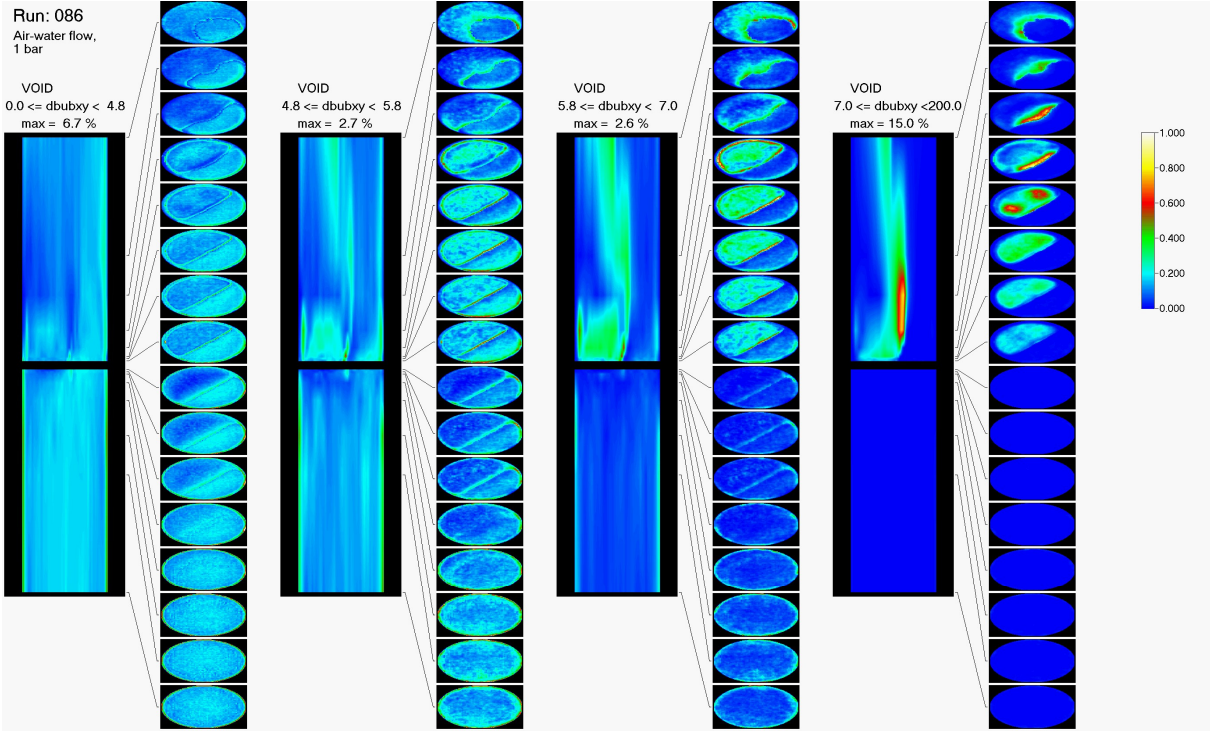 Run: 086
Air-water flow,
1 bar
VOID
0.0 <= dbubxy < 4.8
max = 6.7 %
VOID
4.8 <= dbubxy < 5.8
max = 2.7 %
VOID
5.8 <= dbubxy < 7.0
max = 2.6 %
VOID
7.0 <= dbubxy <200.0
max = 15.0 %
1.000
0.800
0.600
0.400
0.200
0.000